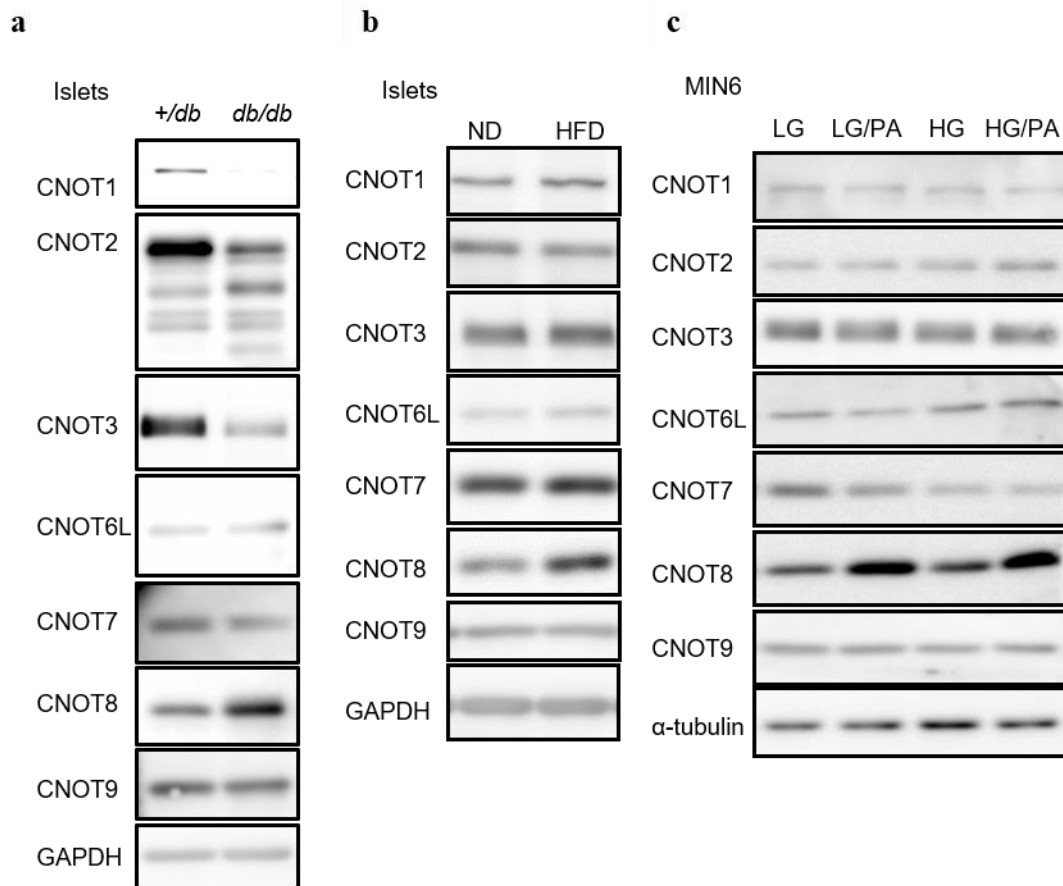 a
Islets
+/db db/db
CNOT1
CNOT2
CNOT3
CNOT6L
CNOT7
CNOT8
CNOT9
GAPDH
b
Islets
ND HFD
CNOT1
CNOT2
CNOT3
CNOT6L
CNOT7
CNOT8
CNOT9
GAPDH
c
MIN6
LG LG/PA HG HG/PA
CNOT1
CNOT2
CNOT3
CNOT6L
CNOT7
CNOT8
CNOT9
α-tubulin